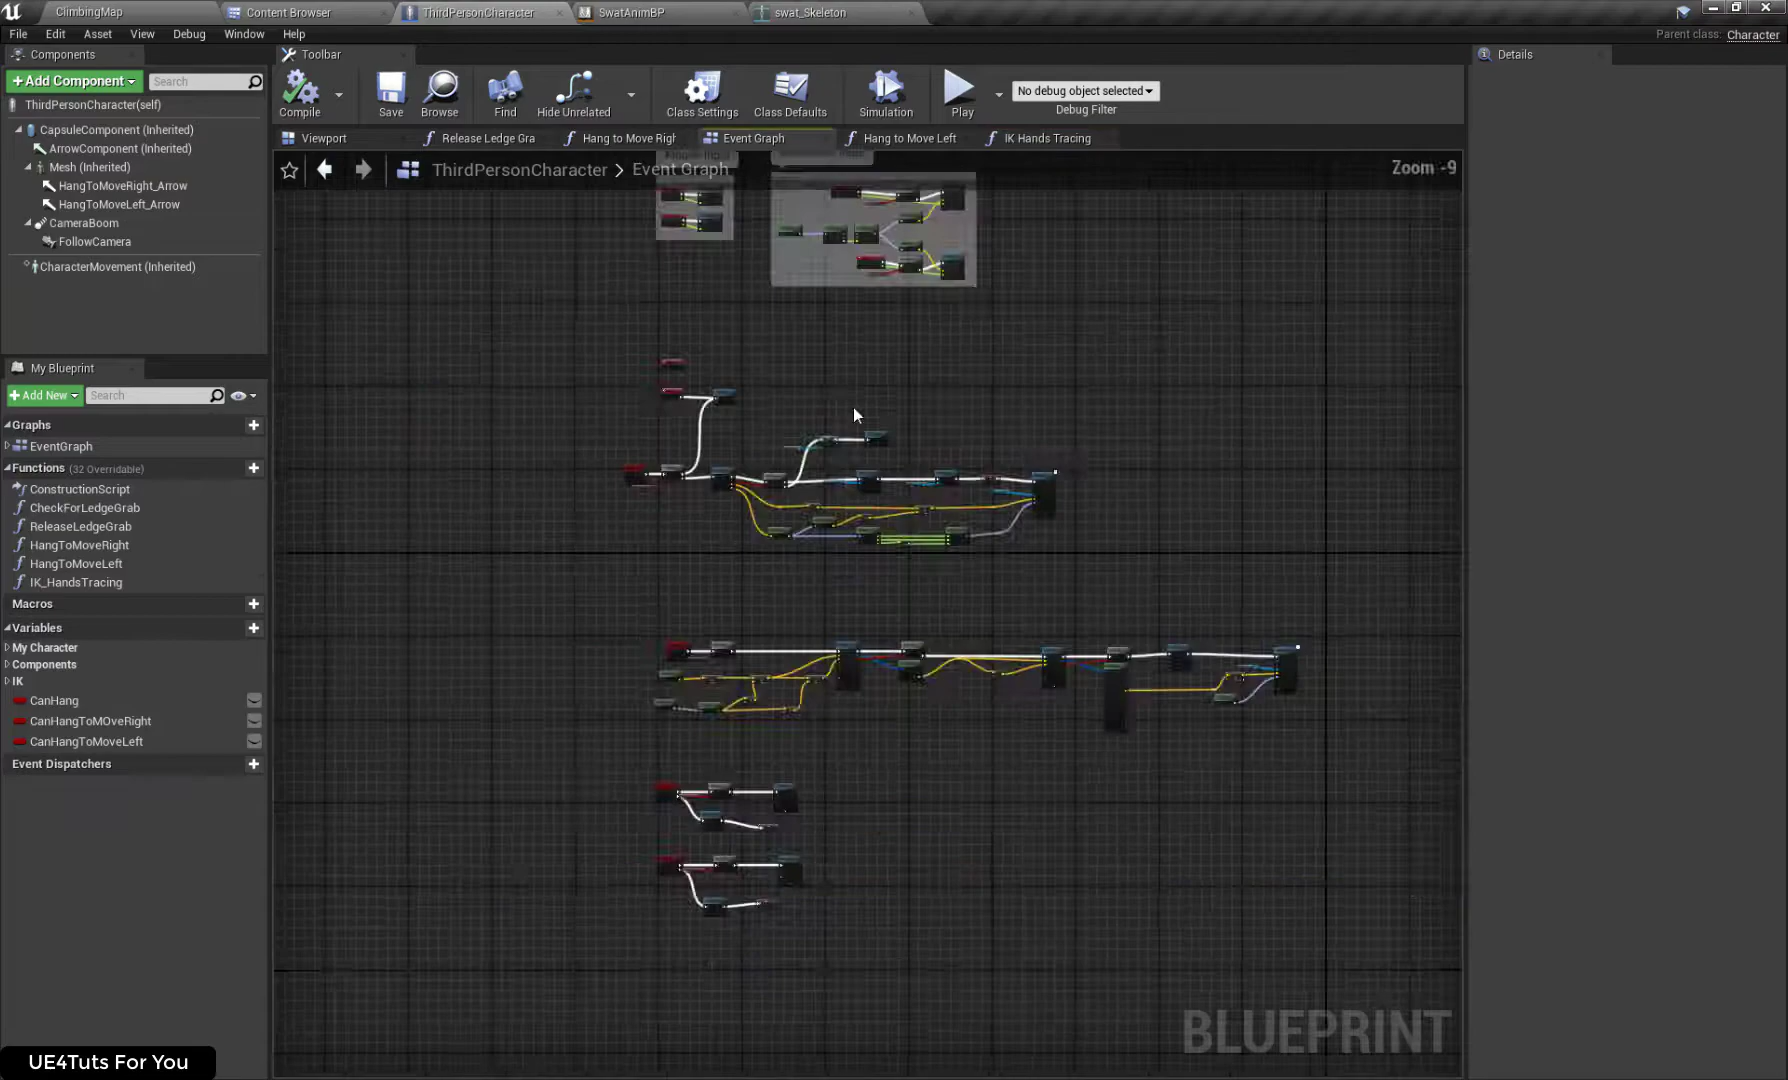 ClimbingMap
Content Browser
ThirdPersonCharacter
SwatAnimBP
swat_Skeleton
File Edit Asset View Debug Window Help
Parent class: Character
Components
Toolbar
Details
+Add Component
Search
ThirdPersonCharacter(self)
CapsuleComponent (Inherited)
ArrowComponent (Inherited)
Mesh (Inherited)
HangToMoveRight_Arrow
HangToMoveLeft_Arrow
CameraBoom
FollowCamera
CharacterMovement (Inherited)
Compile
Save
Browse
Find
Hide Unrelated
Class Settings
Class Defaults
Simulation
Play
No debug object selected
Debug Filter
Viewport
Release Ledge Gra
Hang to Move Righ
Event Graph
Hang to Move Left
IK Hands Tracing
ThirdPersonCharacter > Event Graph
Zoom -9
My Blueprint
+Add New
Search
Graphs
EventGraph
Functions (32 Overridable)
ConstructionScript
CheckForLedgeGrab
ReleaseLedgeGrab
HangToMoveRight
HangToMoveLeft
IK_HandsTracing
Macros
Variables
My Character
Components
IK
CanHang
CanHangToMOveRight
CanHangToMoveLeft
Event Dispatchers
BLUEPRINT
UE4Tuts For You